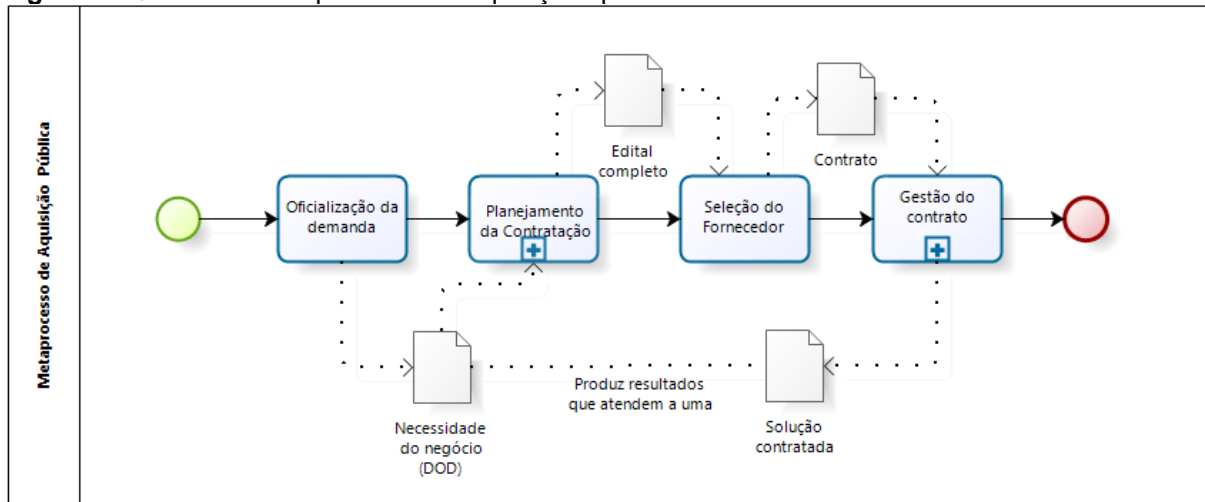 Metaprocesso de Aquisição Pública
Edital
completo
Contrato
Oficialização da
demanda
Planejamento
da Contratação
Seleção do
Fornecedor
Gestão do
contrato
Produz resultados
que atendem a uma
Necessidade
do negócio
(DOD)
Solução
contratada